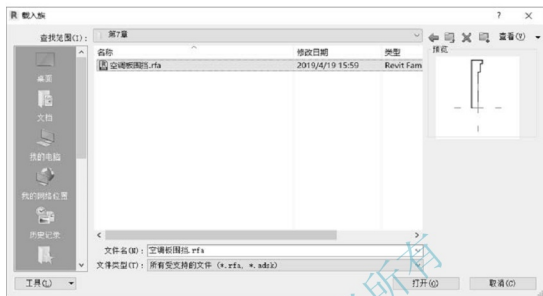 载入族 ? ×
查找范围(I): 第7章 查看(V)
名称 修改日期 类型 预览
空调板围挡.rfa 2019/4/19 15:59 Revit Fam
桌面
文档
我的电脑
我的网络位置
历史记录
文件名(N): 空调板围挡.rfa
文件类型(T): 所有受支持的文件 (*.rfa, *.adsk)
工具(L) 打开(O) 取消(C)
所有